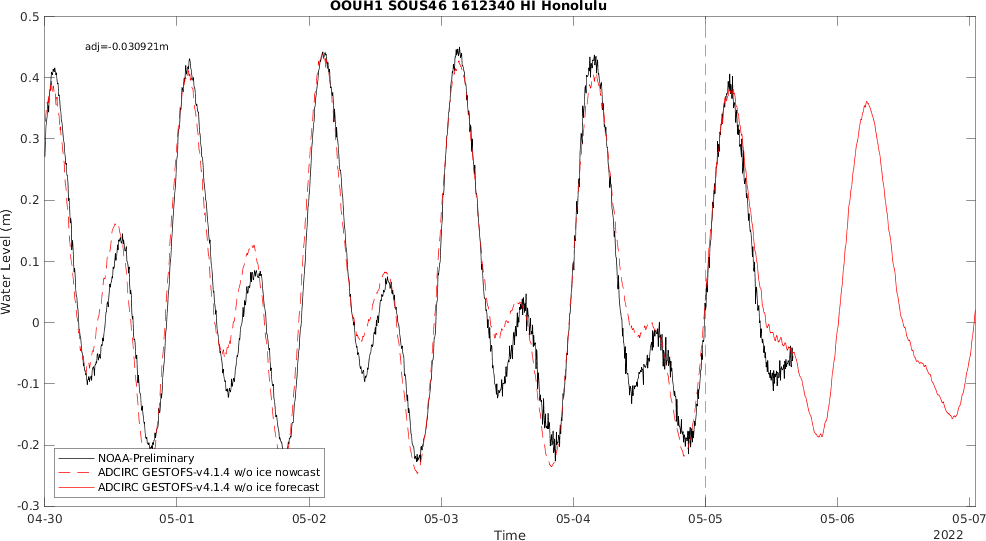 OOUH1 SOUS46 1612340 HI Honolulu
adj=-0.030921m
0.5
0.4
0.3
0.2
0.1
0
-0.1
-0.2
-0.3
Water Level (m)
NOAA-Preliminary
ADCIRC GESTOFS-v4.1.4 w/o ice nowcast
ADCIRC GESTOFS-v4.1.4 w/o ice forecast
04-30 05-01 05-02 05-03 05-04 05-05 05-06 05-07
Time
2022